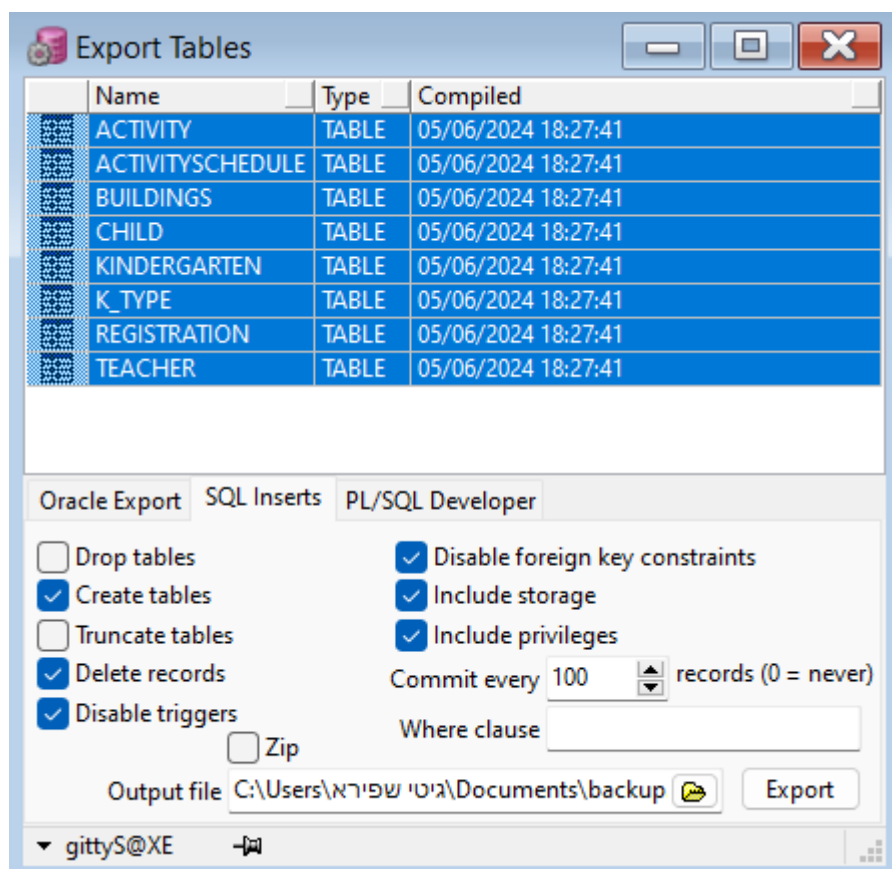 Export Tables
Name Type Compiled
ACTIVITY TABLE 05/06/2024 18:27:41
ACTIVITYSCHEDULE TABLE 05/06/2024 18:27:41
BUILDINGS TABLE 05/06/2024 18:27:41
CHILD TABLE 05/06/2024 18:27:41
KINDERGARTEN TABLE 05/06/2024 18:27:41
K_TYPE TABLE 05/06/2024 18:27:41
REGISTRATION TABLE 05/06/2024 18:27:41
TEACHER TABLE 05/06/2024 18:27:41
Oracle Export SQL Inserts PL/SQL Developer
Drop tables Disable foreign key constraints
Create tables Include storage
Truncate tables Include privileges
Delete records Commit every 100 records (0 = never)
Disable triggers Where clause
Zip
Output file C:\Users\גיטי שפירא\Documents\backup Export
gittyS@XE